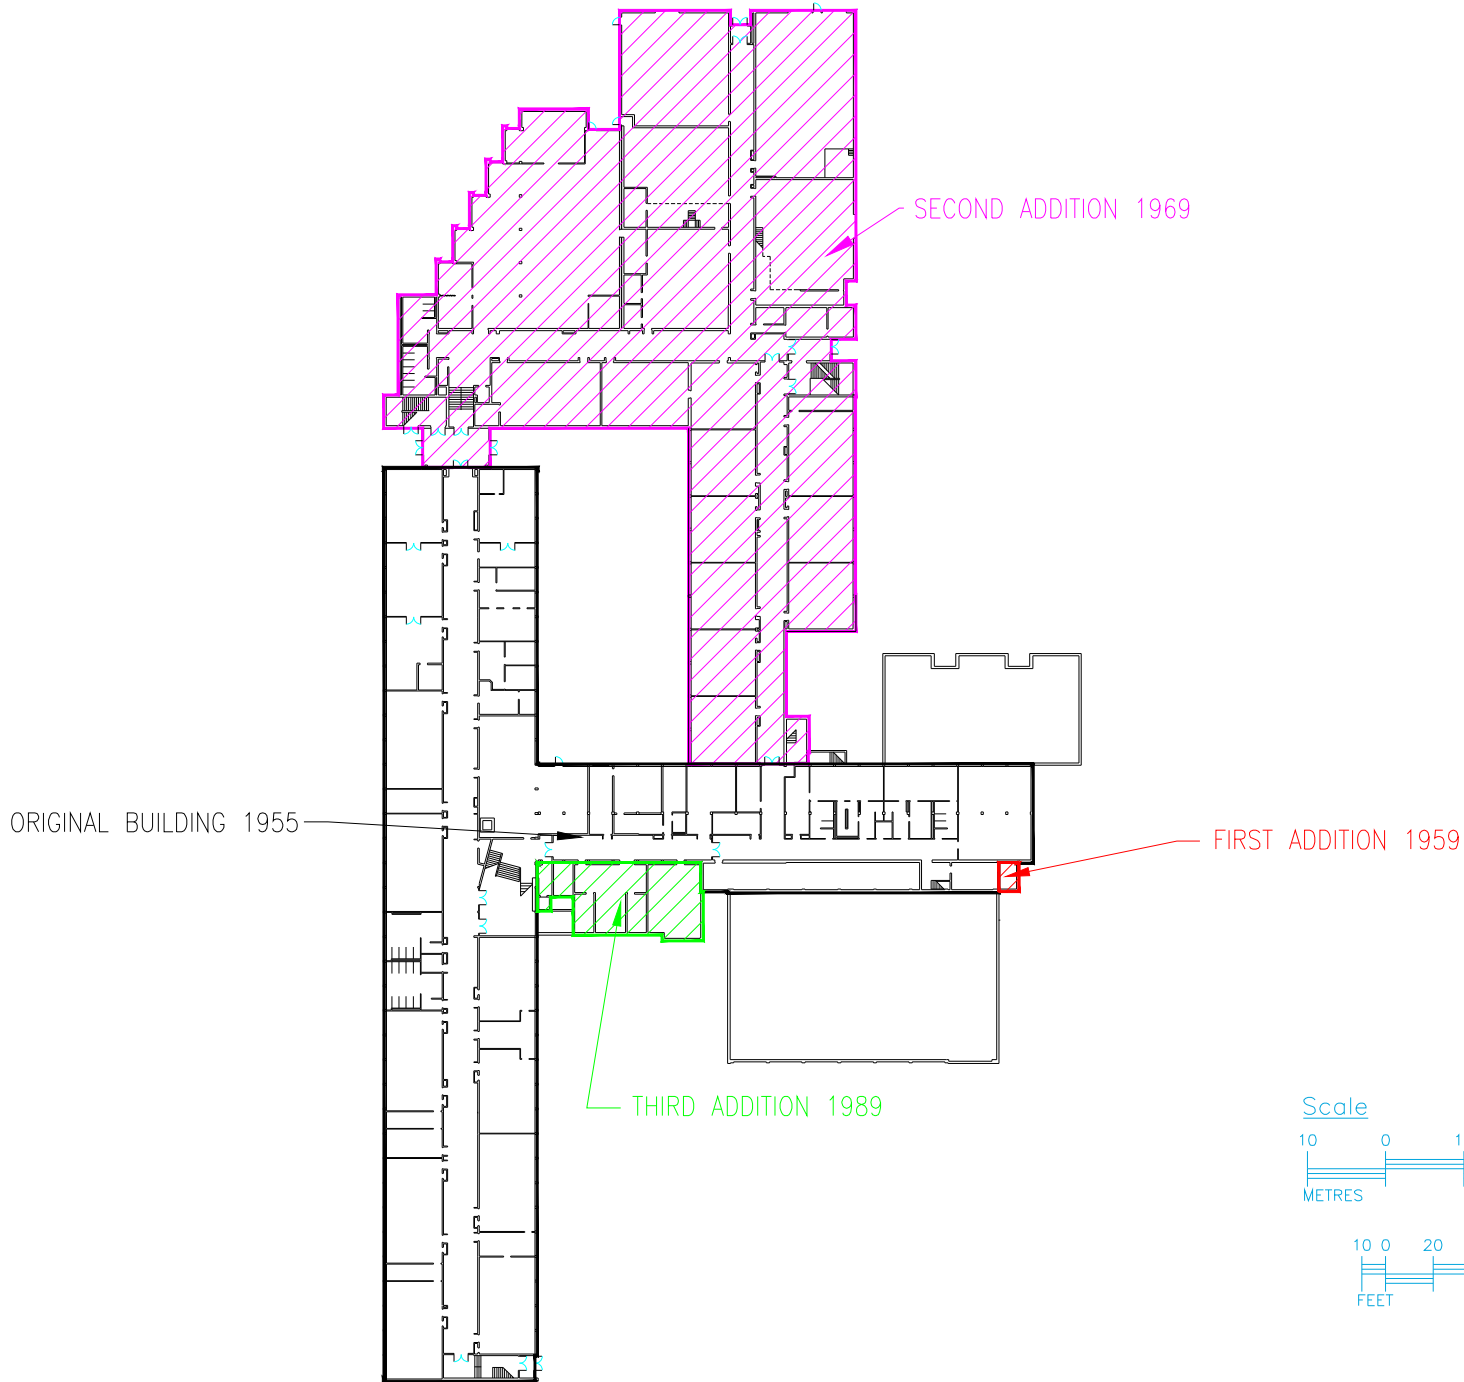 SECOND ADDITION 1969
ORIGINAL BUILDING 1955
FIRST ADDITION 1959
THIRD ADDITION 1989
Scale
10 0 1
METRES
10 0 20
FEET